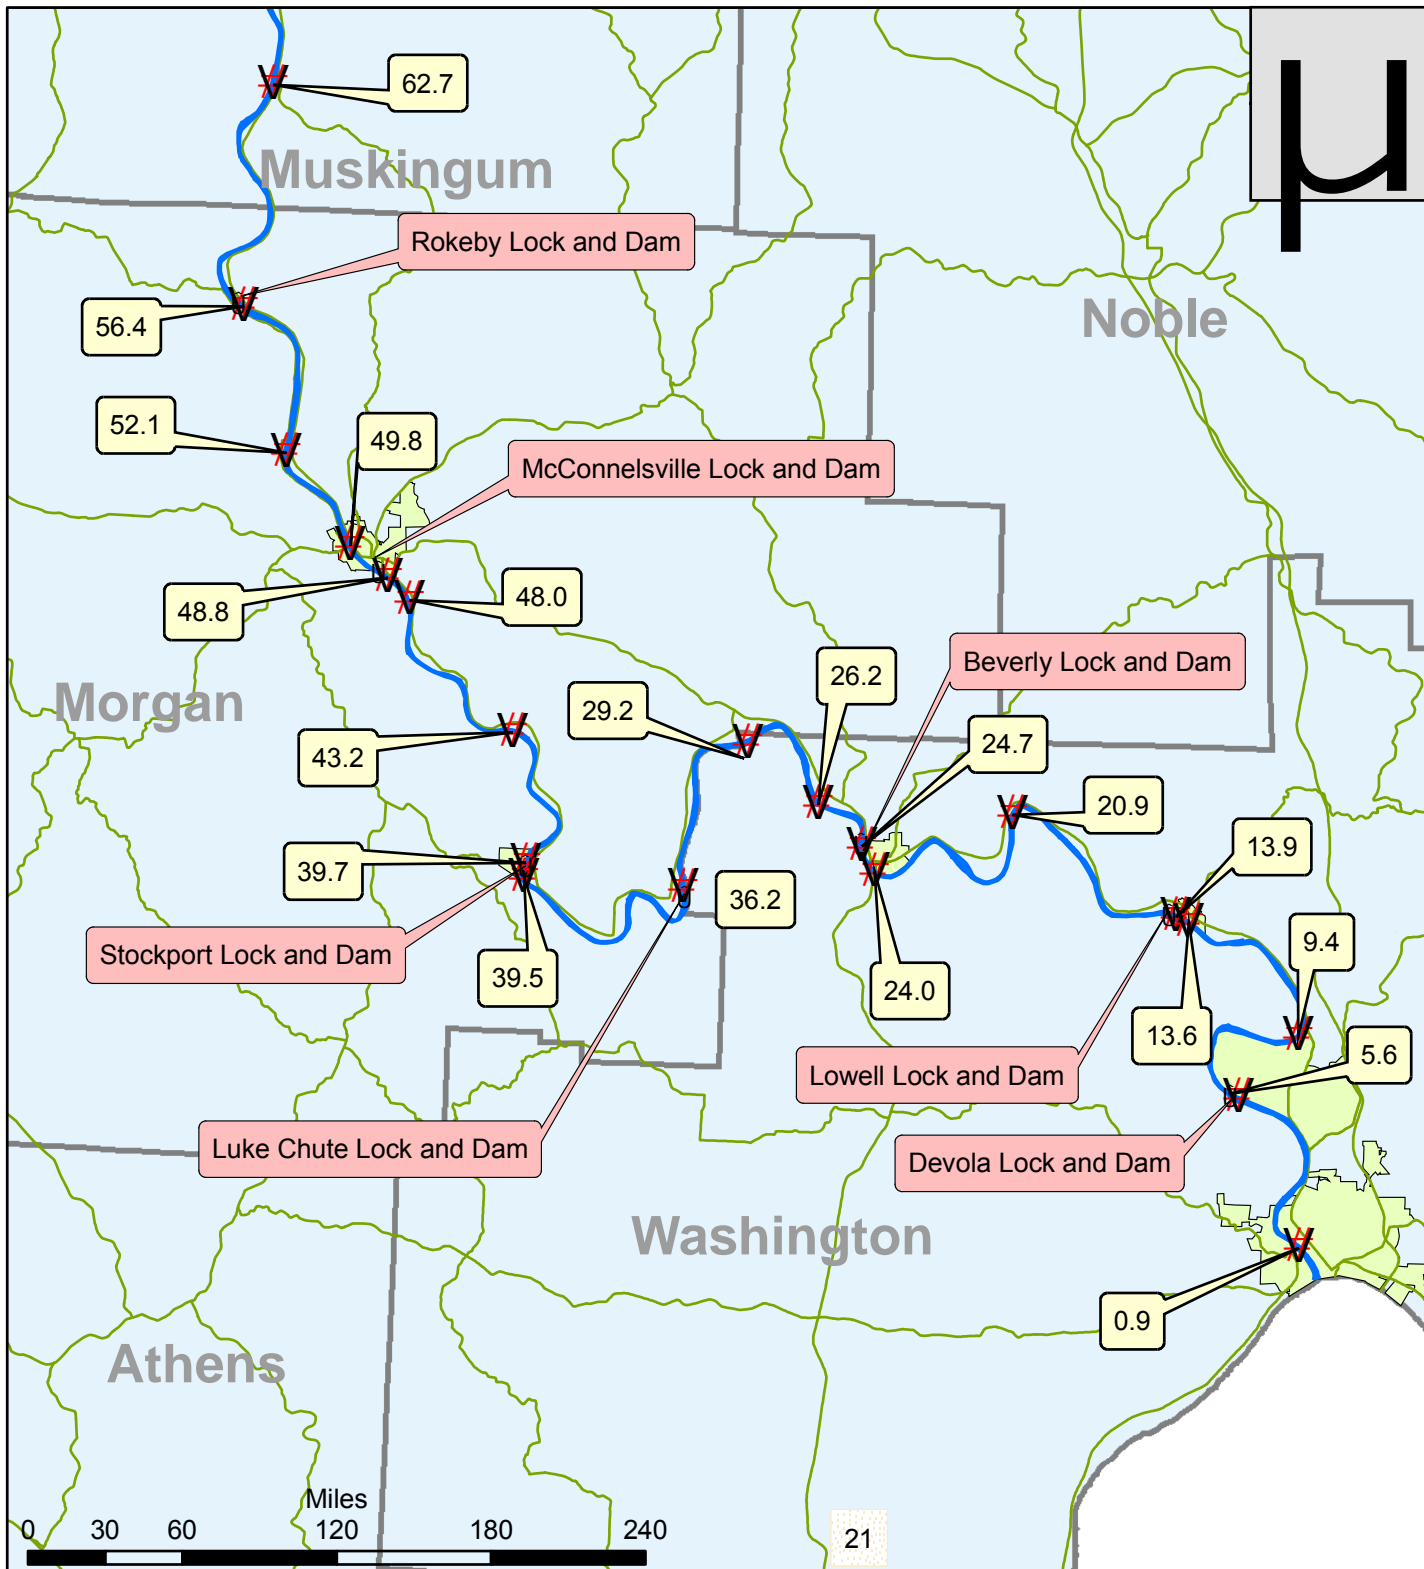 62.7
µ
Muskingum
Rokeby Lock and Dam
56.4
Noble
52.1
49.8
McConnelsville Lock and Dam
48.8
48.0
Beverly Lock and Dam
26.2
Morgan
29.2
24.7
43.2
20.9
13.9
39.7
36.2
9.4
Stockport Lock and Dam
39.5
24.0
13.6
5.6
Lowell Lock and Dam
Luke Chute Lock and Dam
Devola Lock and Dam
Washington
0.9
Athens
Miles
0 30 60 120 180 240
21